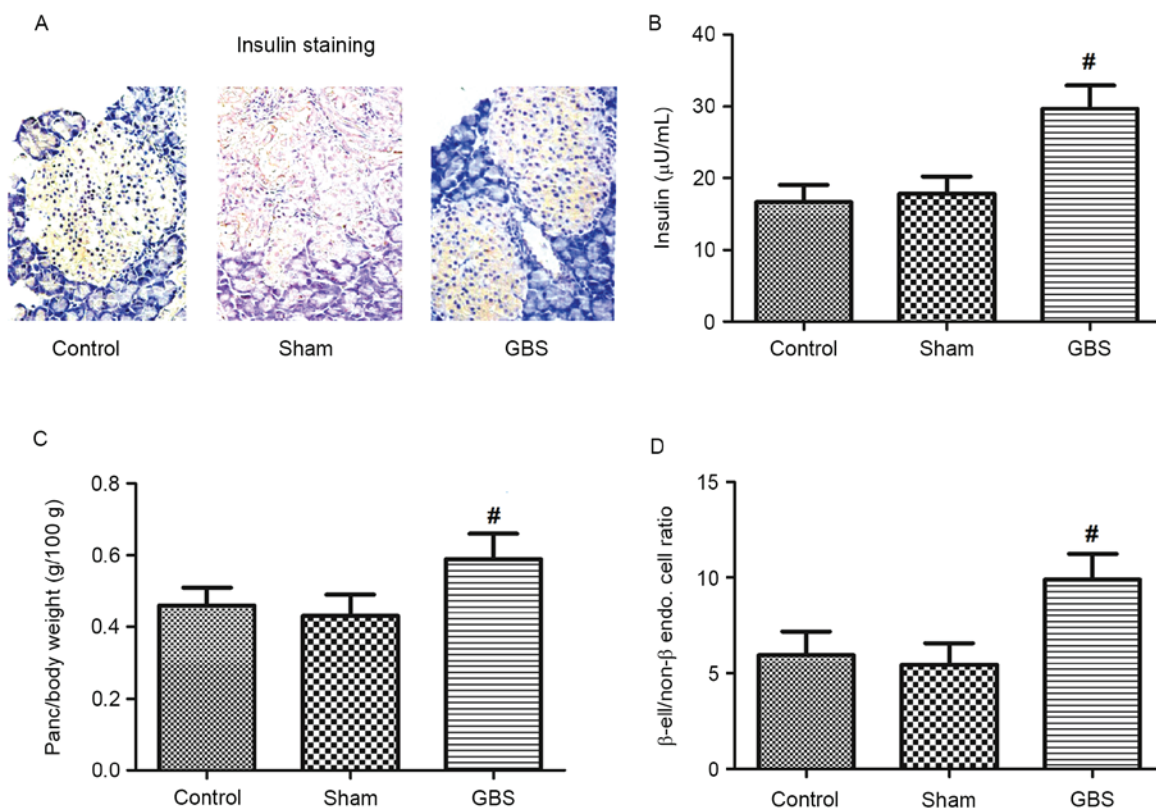 A
Insulin staining
Control
Sham
GBS
B
Insulin (μU/mL)
40
30
20
10
0
#
Control
Sham
GBS
C
Panc/body weight (g/100 g)
0.8
0.6
0.4
0.2
0.0
#
Control
Sham
GBS
D
β-ell/non-β endo. cell ratio
15
10
5
0
#
Control
Sham
GBS